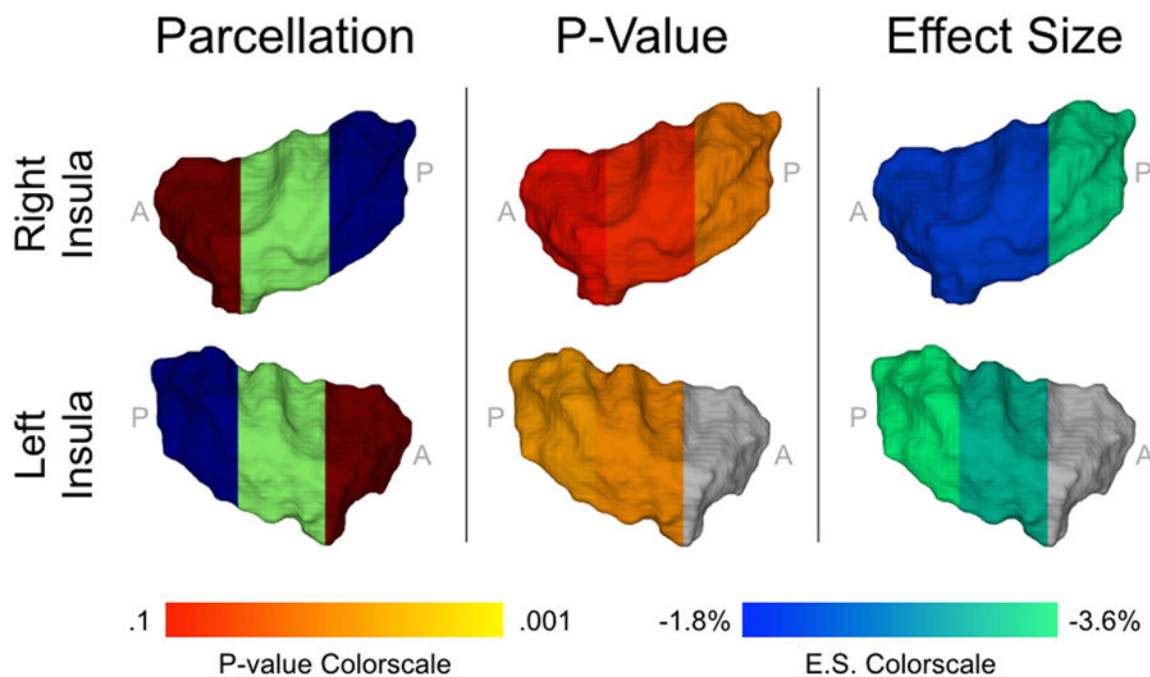 Parcellation P-Value Effect Size
Right
Insula
A P A P A P
Left
Insula
P A P A P A
.1 .001 -1.8% -3.6%
P-value Colorscale E.S. Colorscale